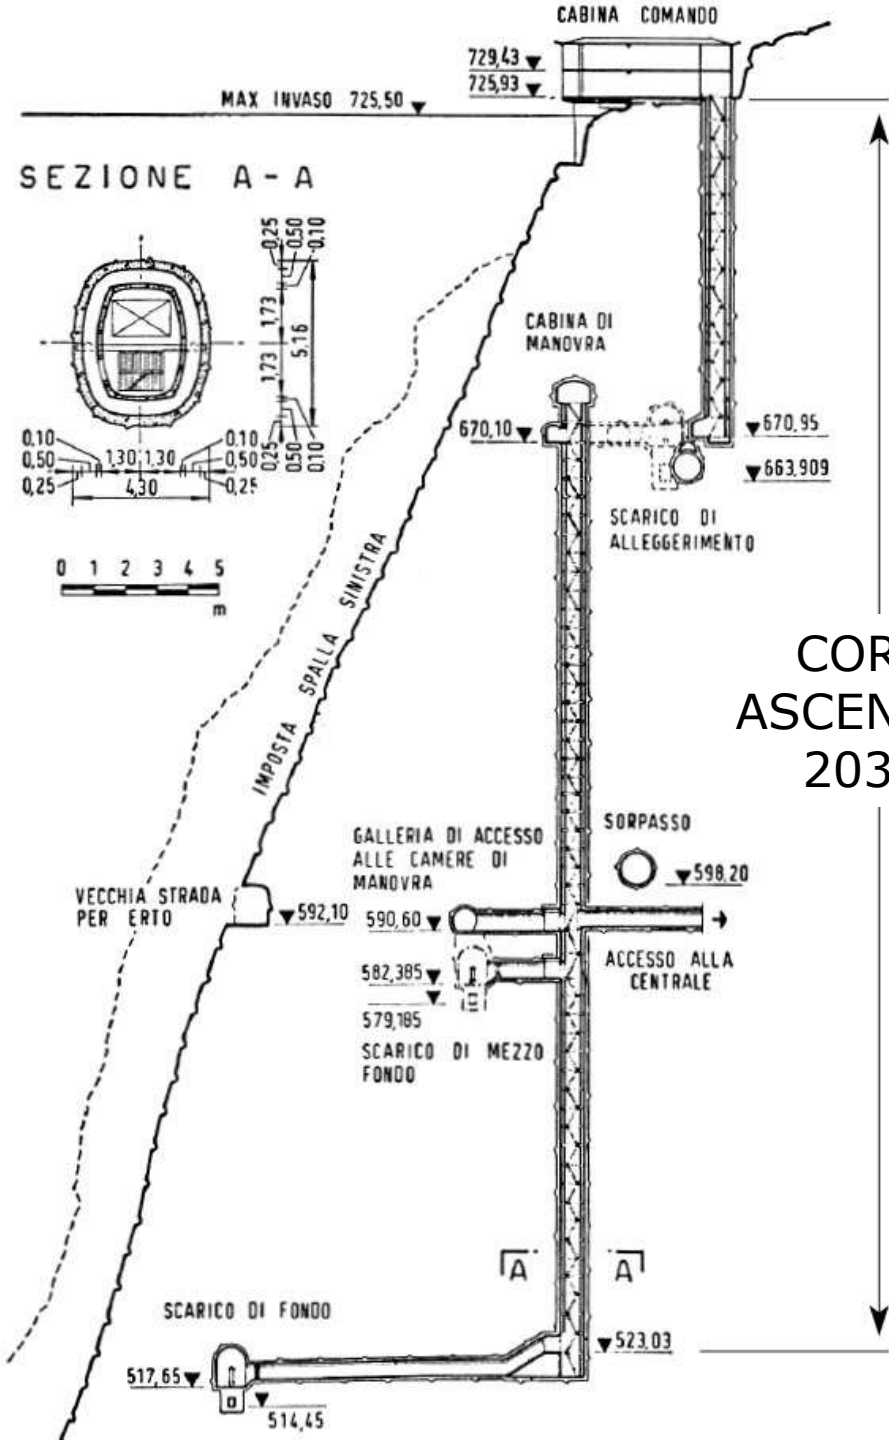 CABINA COMANDO
729,43
725,93
MAX INVASO 725,50
SEZIONE A-A
0,25
0,50
0,10
1,73
5,16
1,73
0,25
0,50
0,10
0,10
0,50
0,25
1,30
1,30
4,30
0,10
0,50
0,25
0 1 2 3 4 5
m
CABINA DI
MANOVRA
670,10
670,95
663,909
SCARICO DI
ALLEGGERIMENTO
IMPOSTA SPALLA SINISTRA
COR
ASCEN
203
GALLERIA DI ACCESSO
ALLE CAMERE DI
MANOVRA
SORPASSO
598,20
VECCHIA STRADA
PER ERTO
592,10
590,60
ACCESSO ALLA
CENTRALE
582,385
579,185
SCARICO DI MEZZO
FONDO
A A
SCARICO DI FONDO
523,03
517,65
514,45